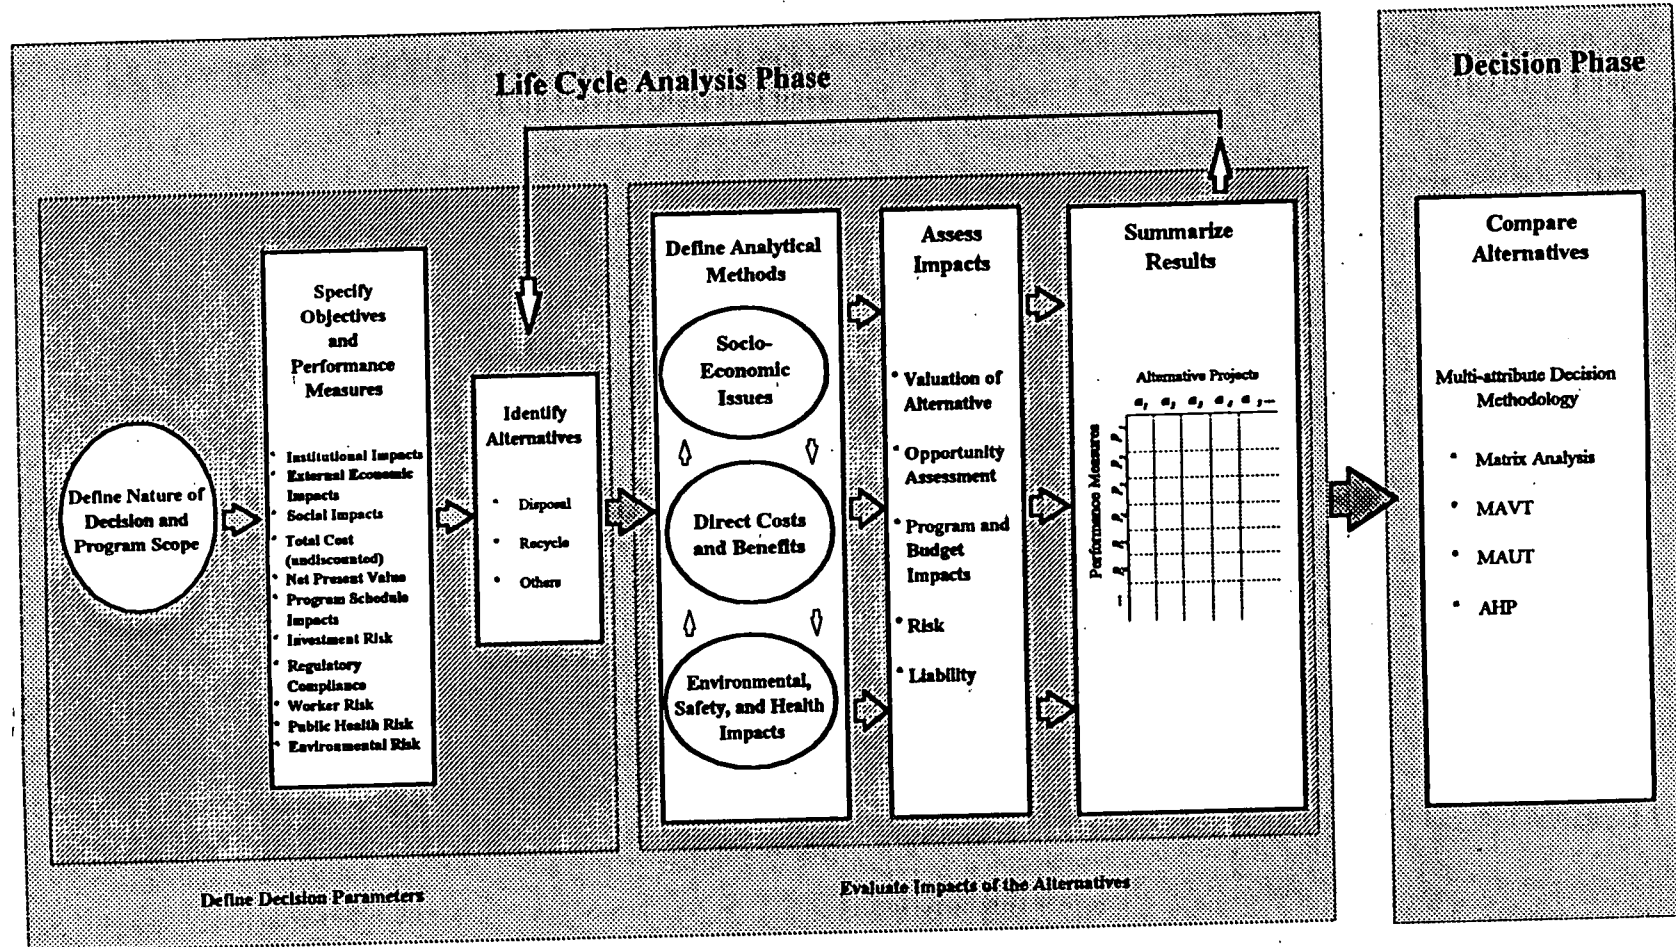 Life Cycle Analysis Phase
Decision Phase
Define Nature of
Decision and
Program Scope
Specify
Objectives
and
Performance
Measures
• Institutional Impacts
• External Economic
Impacts
• Social Impacts
• Total Cost
(undiscounted)
• Net Present Value
• Program Schedule
Impacts
• Investment Risk
• Regulatory
Compliance
• Worker Risk
• Public Health Risk
• Environmental Risk
Identify
Alternatives
• Disposal
• Recycle
• Others
Define Decision Parameters
Define Analytical
Methods
Socio-
Economic
Issues
Direct Costs
and Benefits
Environmental,
Safety, and Health
Impacts
Assess
Impacts
• Valuation of
Alternative
• Opportunity
Assessment
• Program and
Budget
Impacts
• Risk
• Liability
Summarize
Results
Alternative Projects
Performance Measures
Evaluate Impacts of the Alternatives
Compare
Alternatives
Multi-attribute Decision
Methodology
• Matrix Analysis
• MAVT
• MAUT
• AHP